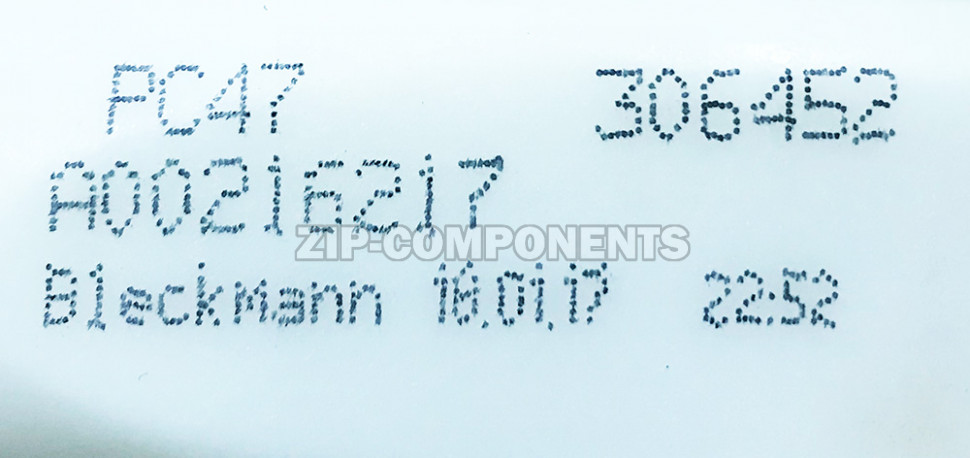 PC47 306452
A00216217
ZIP-COMPONENTS
Bleckmann 16.01.17 22:52